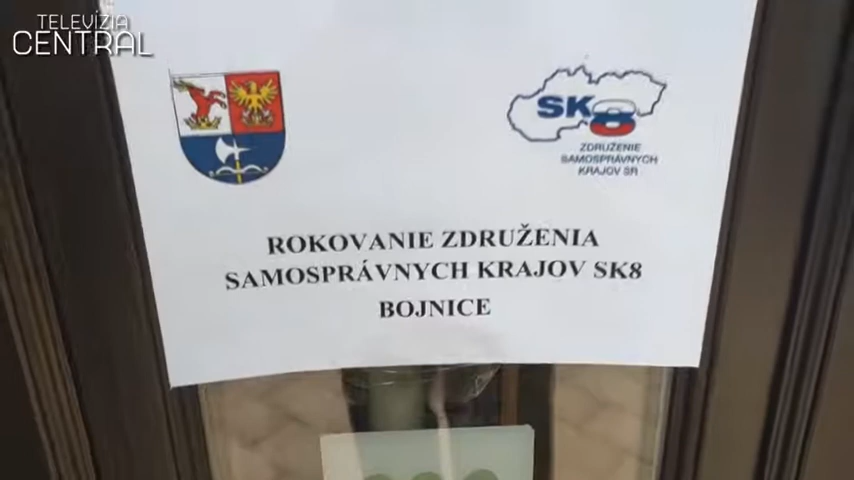 TELEVÍZIA
CENTRAL
SK8
ZDRUŽENIE
SAMOSPRÁVNYCH
KRAJOV SR
ROKOVANIE ZDRUŽENIA
SAMOSPRÁVNYCH KRAJOV SK8
BOJNICE